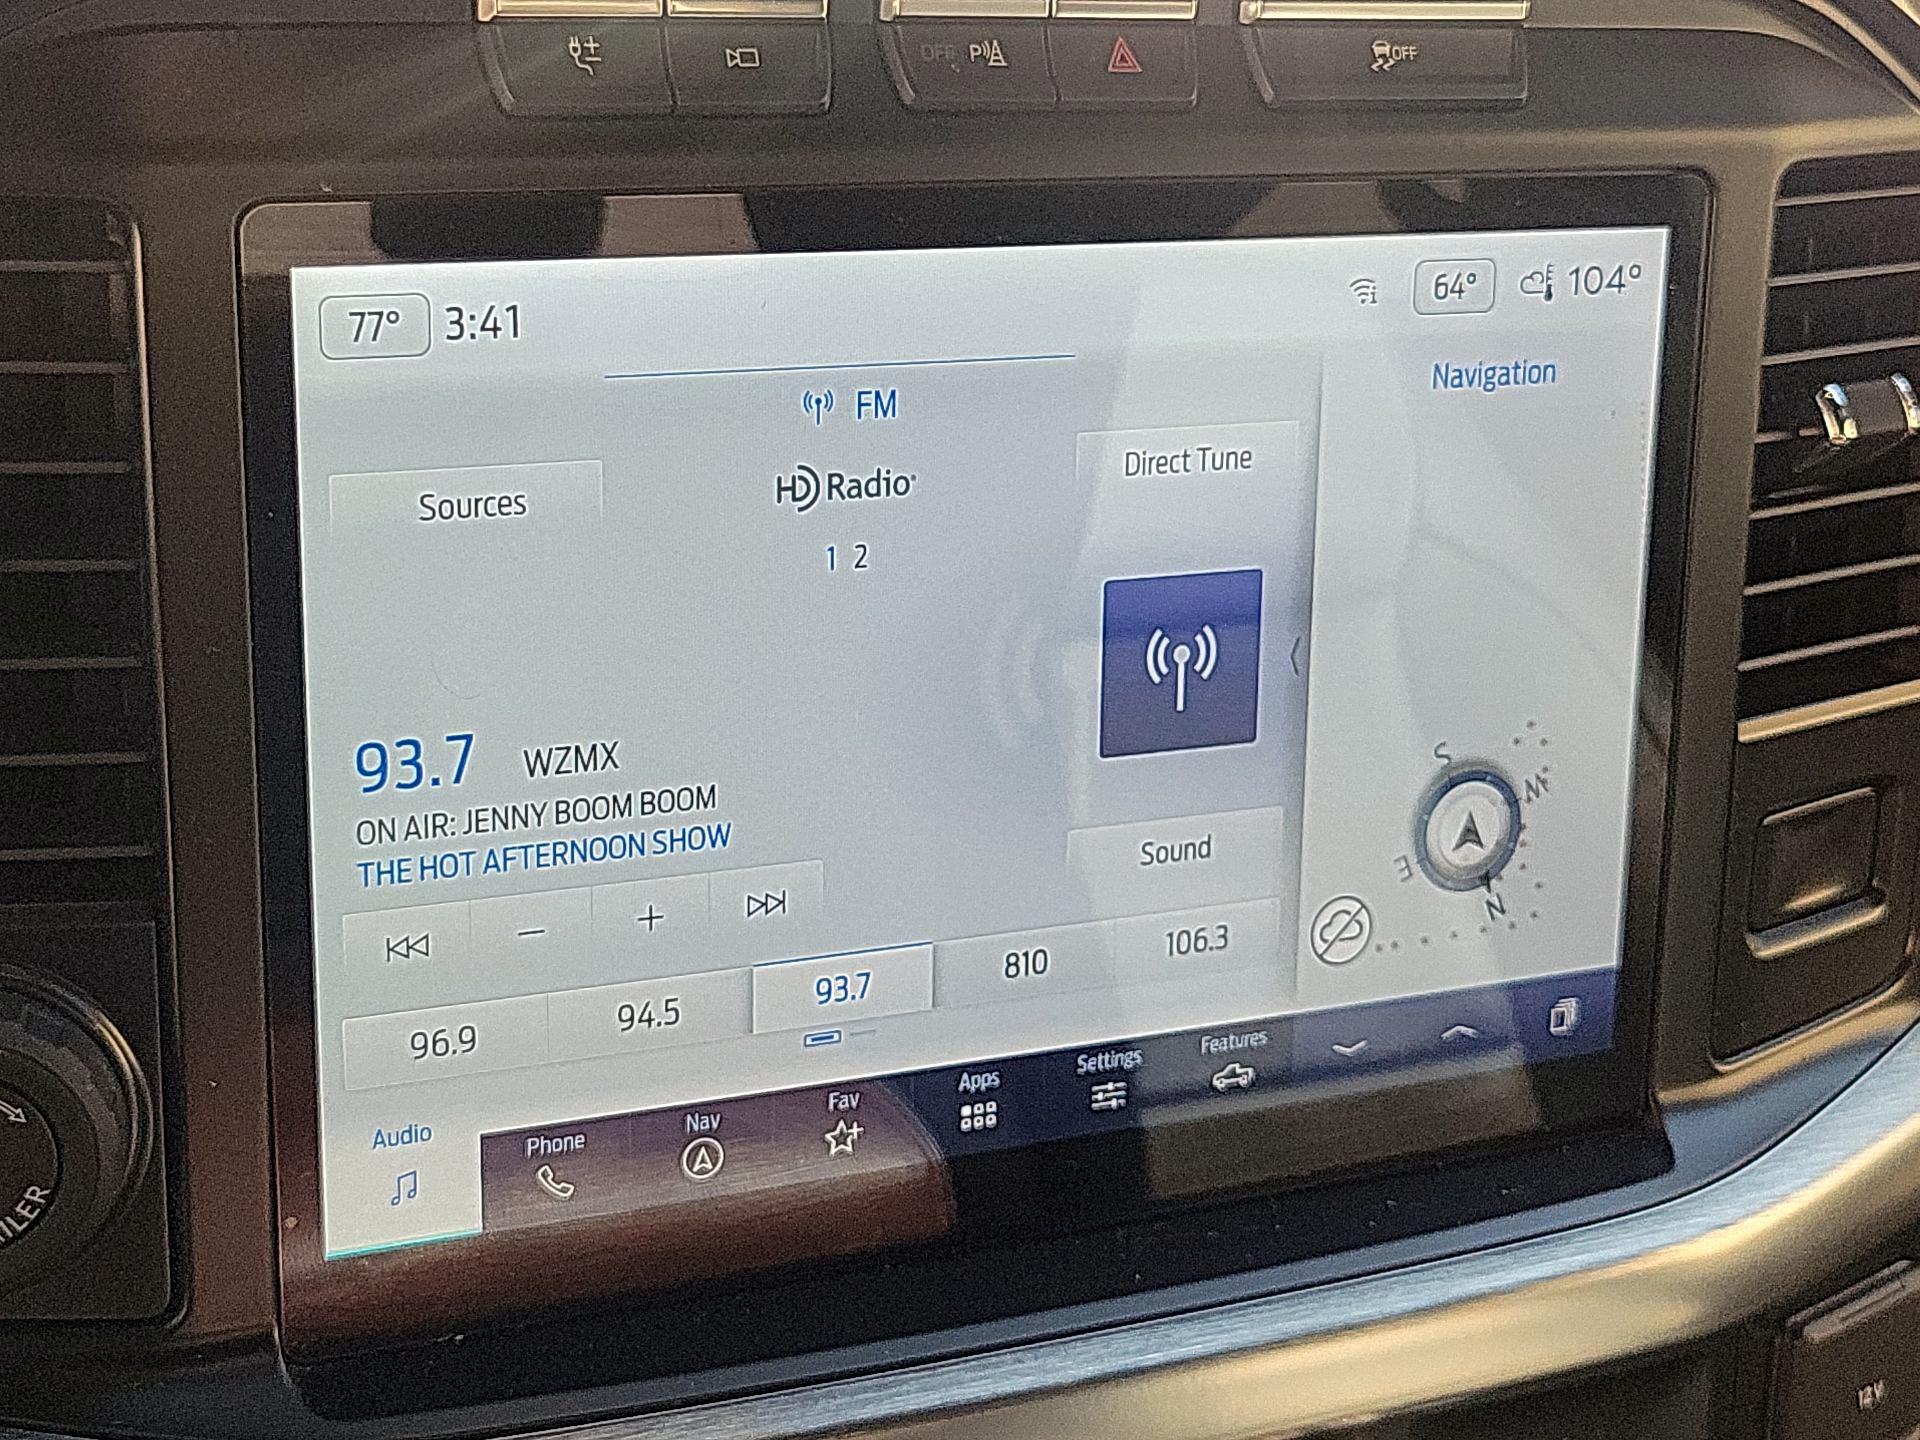 OFF P
OFF
77° 3:41
64° 104°
FM
Navigation
Sources
HD Radio
Direct Tune
1 2
93.7 WZMX
ON AIR: JENNY BOOM BOOM
THE HOT AFTERNOON SHOW
Sound
S
W
E
N
96.9 94.5 93.7 810 106.3
Audio
Phone
Nav
Fav
Apps
Settings
Features
12V